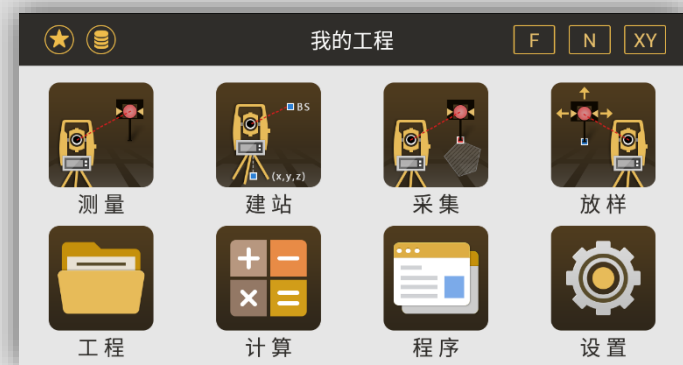 我的工程 F N XY
BS
(x,y,z)
测量 建站 采集 放样
工程 计算 程序 设置